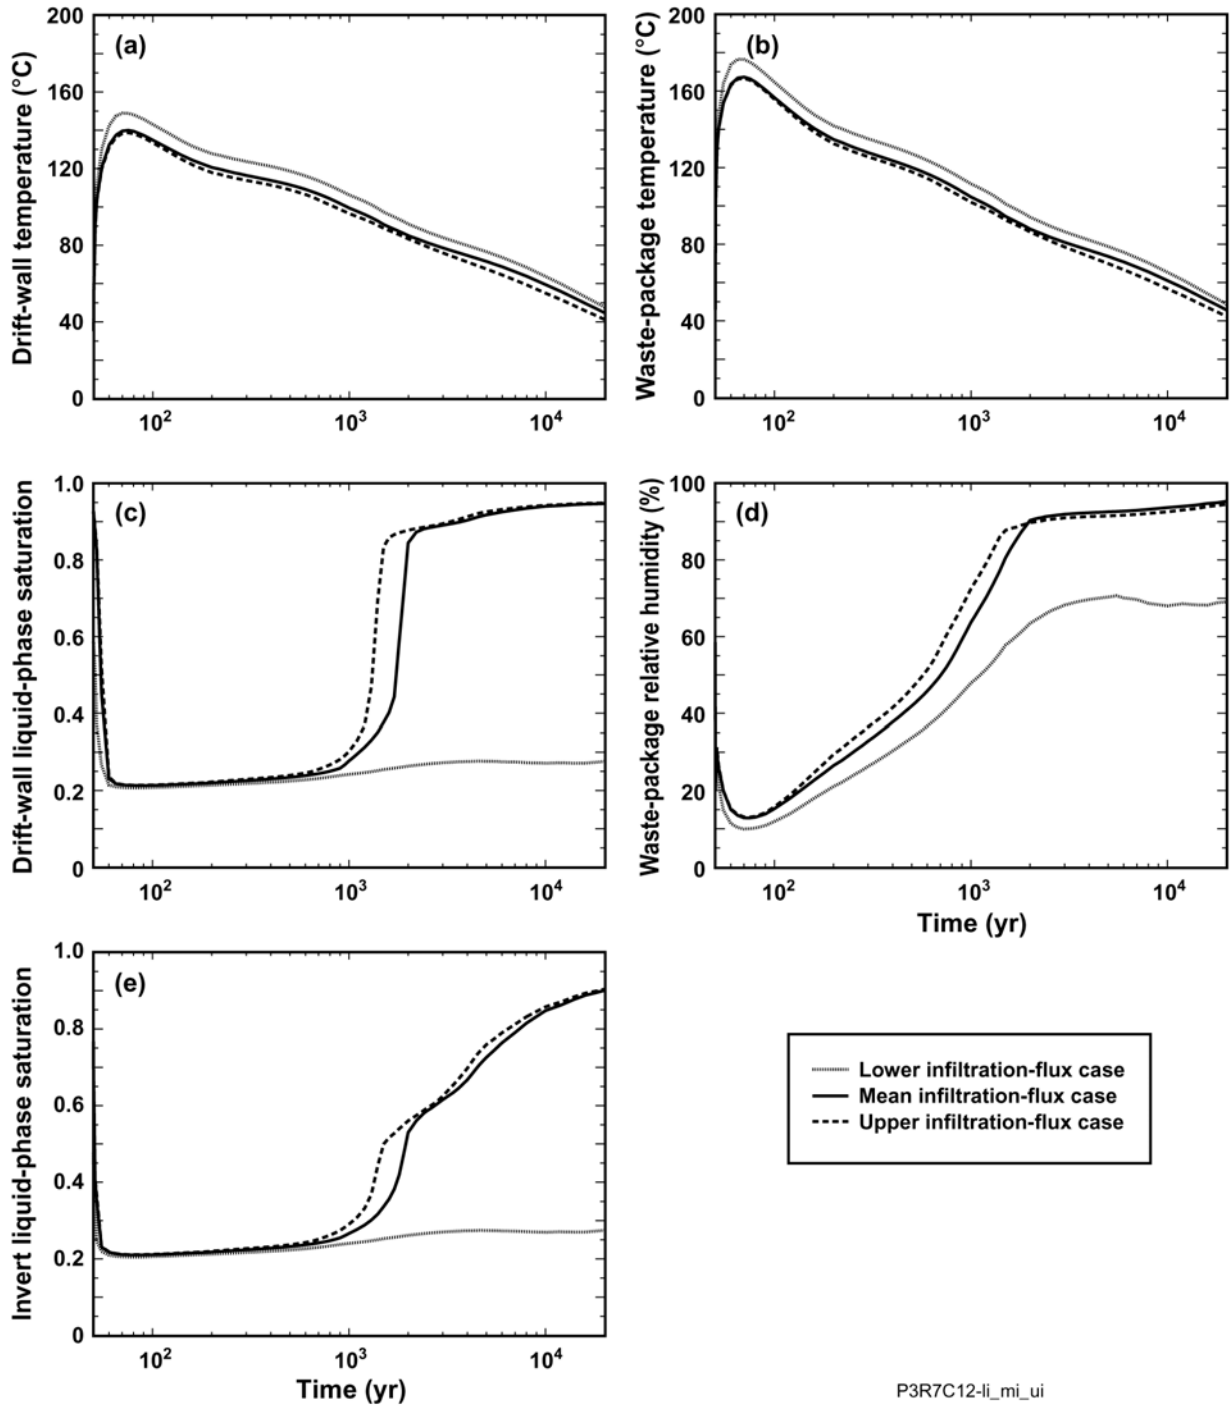 (a)
Drift-wall temperature (°C)
200
160
120
80
40
0
10²
10³
10⁴
(b)
Waste-package temperature (°C)
200
160
120
80
40
0
10²
10³
10⁴
(c)
Drift-wall liquid-phase saturation
1.0
0.8
0.6
0.4
0.2
0
10²
10³
10⁴
(d)
Waste-package relative humidity (%)
100
80
60
40
20
0
10²
10³
10⁴
Time (yr)
(e)
Invert liquid-phase saturation
1.0
0.8
0.6
0.4
0.2
0
10²
10³
10⁴
Time (yr)
Lower infiltration-flux case
Mean infiltration-flux case
Upper infiltration-flux case
P3R7C12-li_mi_ui